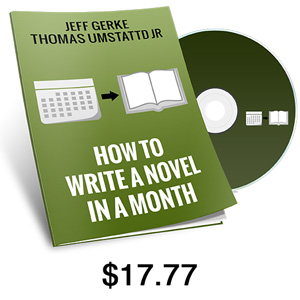 JEFF GERKE
THOMAS UMSTATTD JR
HOW TO
WRITE A NOVEL
IN A MONTH
$17.77